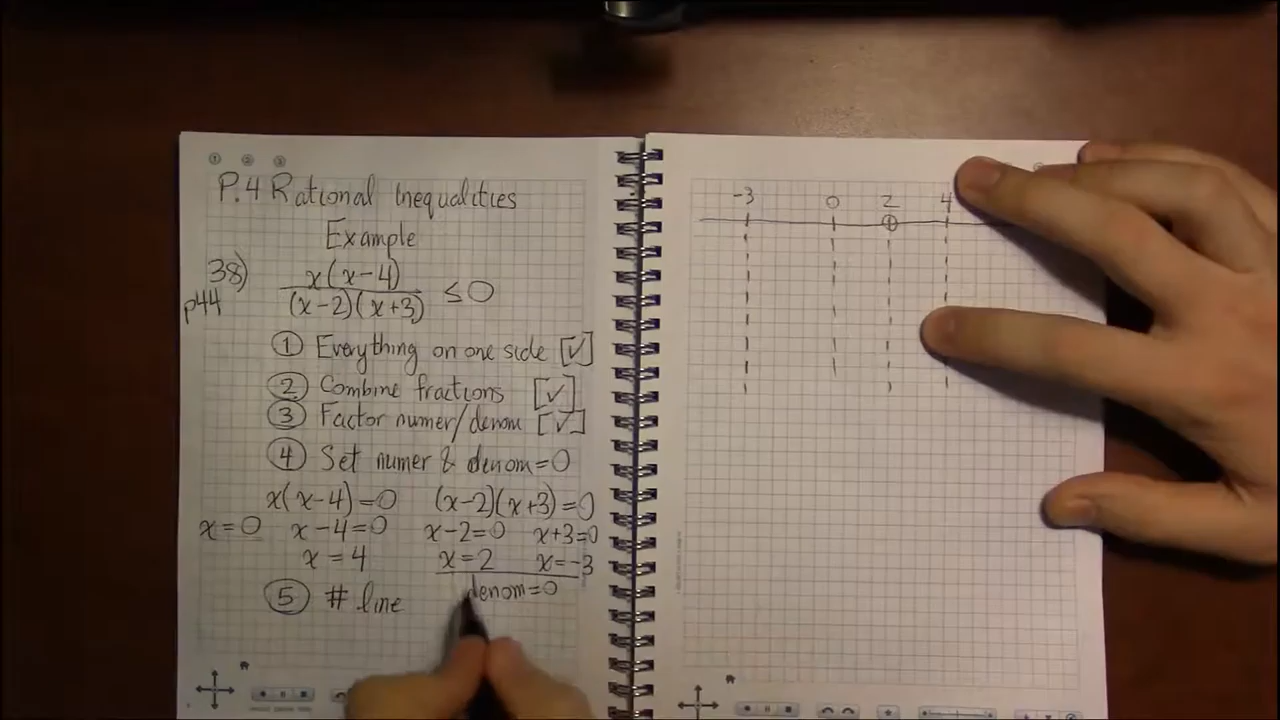 P.4 Rational Inequalities
Example
38) x(x-4) / (x-2)(x+3) ≤ 0
p44
① Everything on one side [✓]
② Combine fractions [✓]
③ Factor numer/denom [✓]
④ Set numer & denom=0
x(x-4)=0 (x-2)(x+3)=0
x=0 x-4=0 x-2=0 x+3=0
x=4 x=2 x=-3
denom=0
⑤ # line
-3 0 2 4